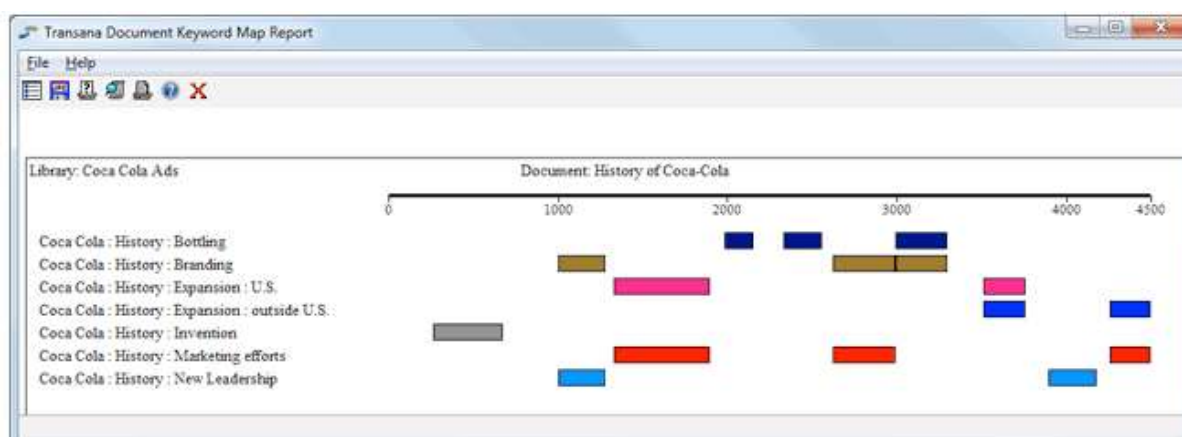 Transana Document Keyword Map Report
File Help
Library: Coca Cola Ads Document: History of Coca-Cola
0 1000 2000 3000 4000 4500
Coca Cola : History : Bottling
Coca Cola : History : Branding
Coca Cola : History : Expansion : U.S.
Coca Cola : History : Expansion : outside U.S.
Coca Cola : History : Invention
Coca Cola : History : Marketing efforts
Coca Cola : History : New Leadership